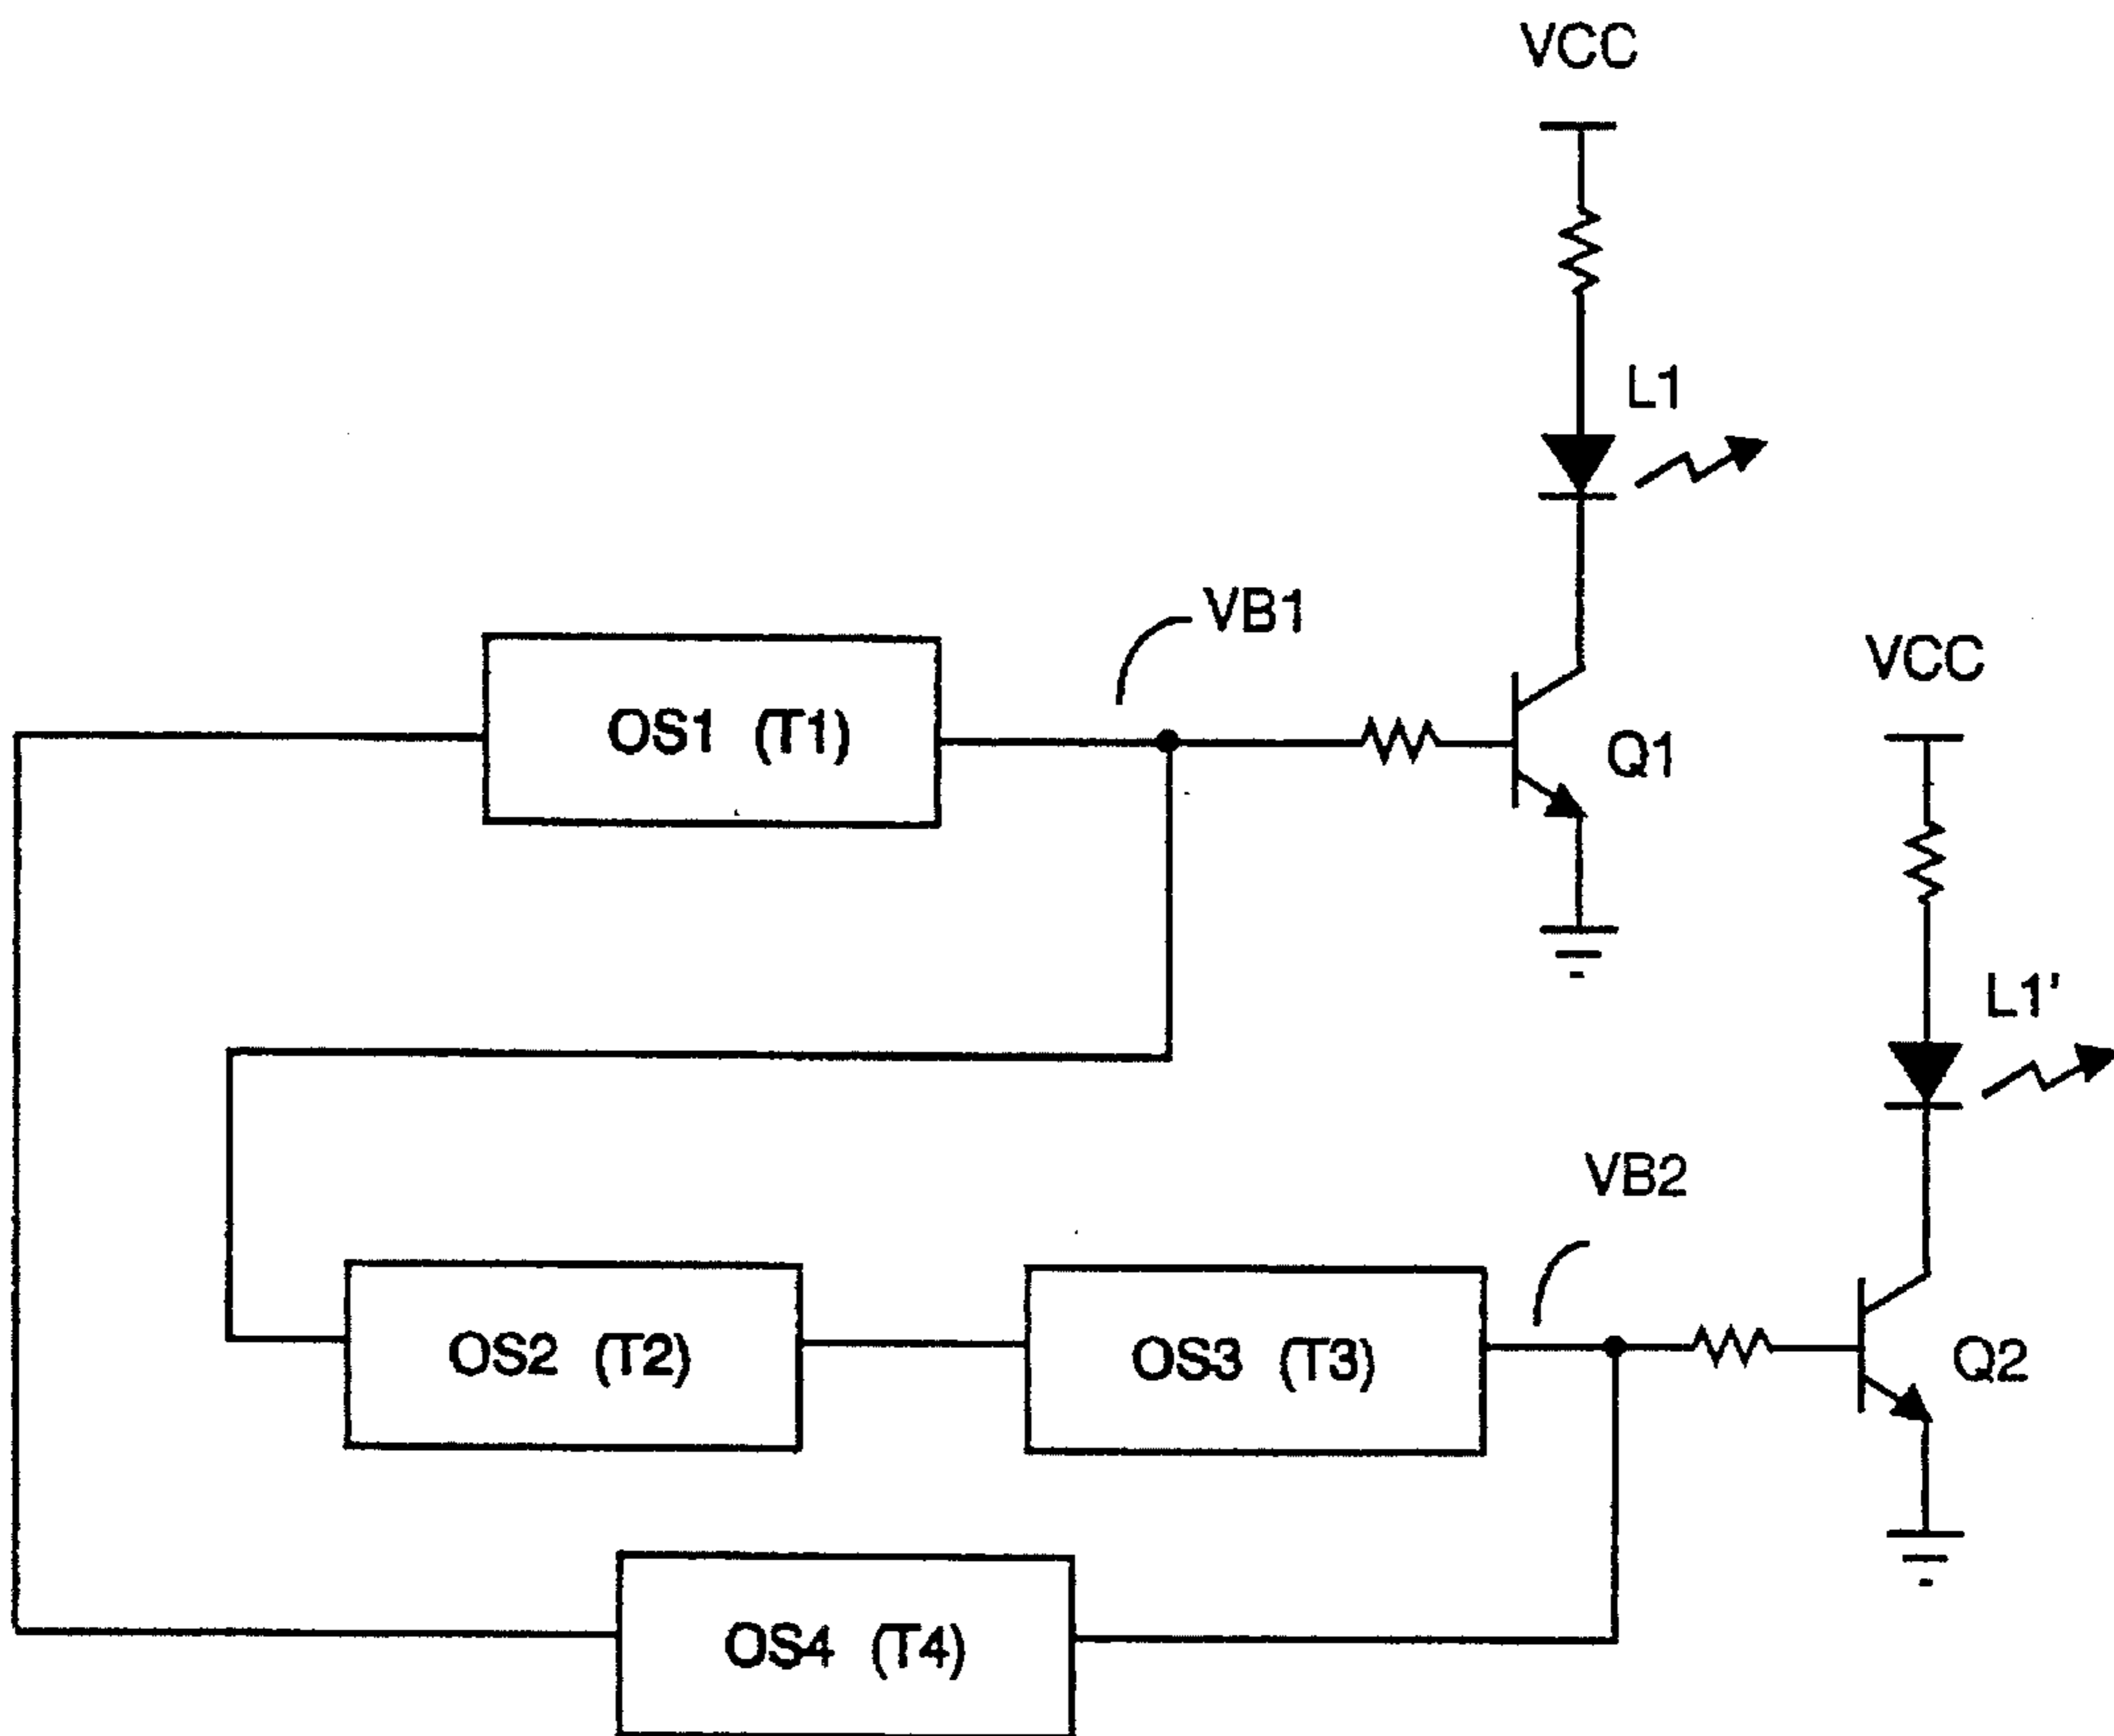 VCC
L1
VB1
VCC
OS1 (T1)
Q1
L1'
VB2
OS2 (T2)
OS3 (T3)
Q2
OS4 (T4)